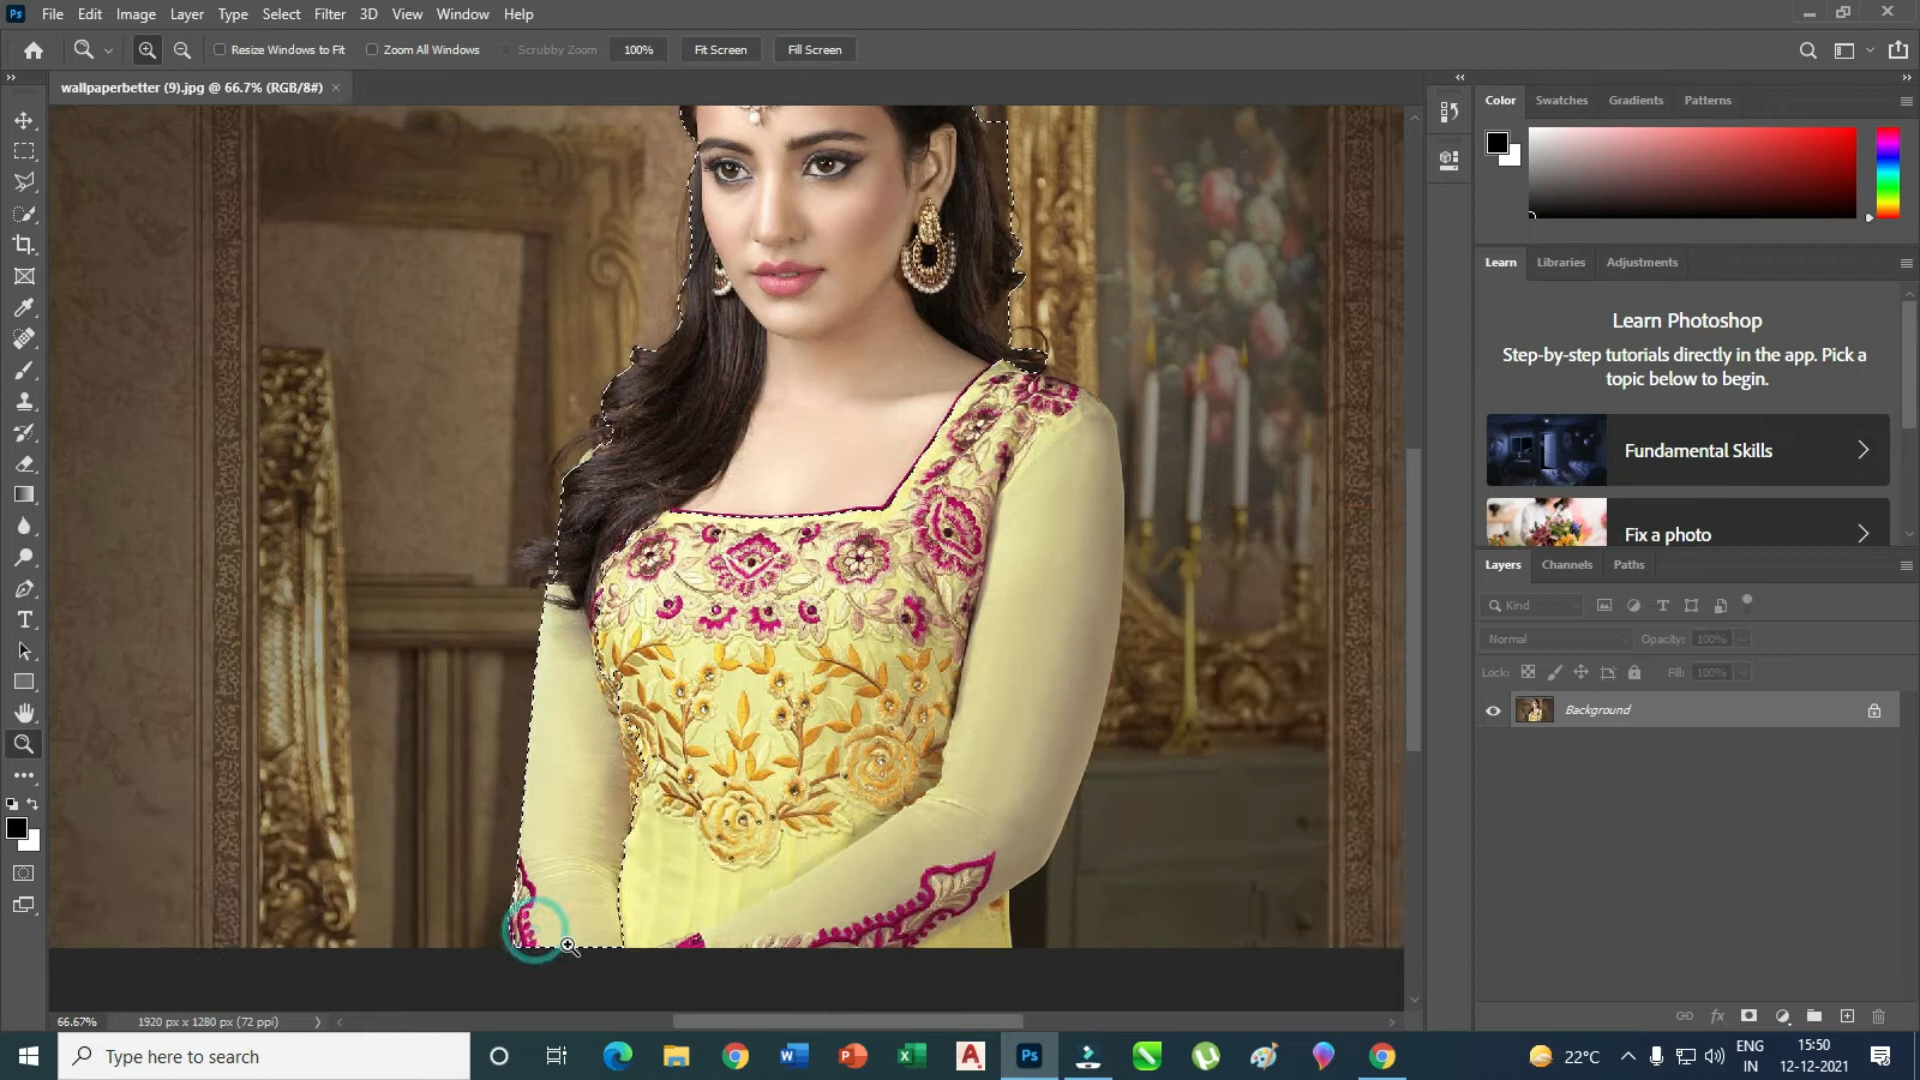 Ps File Edit Image Layer Type Select Filter 3D View Window Help
Resize Windows to Fit Zoom All Windows Scrubby Zoom 100% Fit Screen Fill Screen
wallpaperbetter (9).jpg @ 66.7% (RGB/8#) ×
Color Swatches Gradients Patterns
Learn Libraries Adjustments
Learn Photoshop
Step-by-step tutorials directly in the app. Pick a
topic below to begin.
Fundamental Skills
Fix a photo
Layers Channels Paths
Kind
Normal Opacity: 100%
Lock: Fill: 100%
Background
fx
66.67% 1920 px x 1280 px (72 ppi)
Type here to search
22°C ENG IN 15:50 12-12-2021